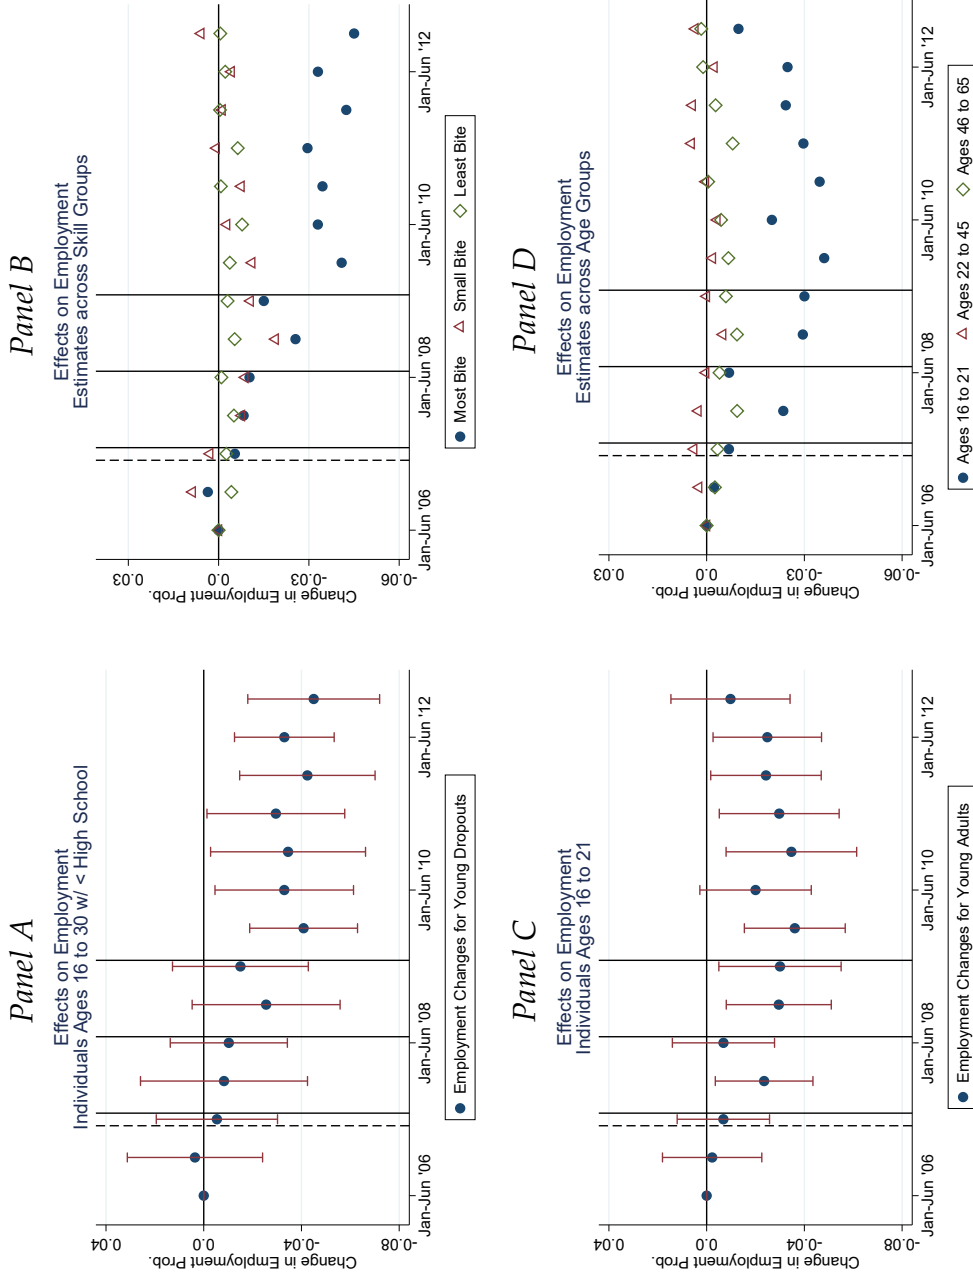 Panel A
Effects on Employment
Individuals Ages 16 to 30 w/ < High School
Change in Employment Prob.
0.04
0.0
-0.04
-0.08
Jan-Jun '06
Jan-Jun '08
Jan-Jun '10
Jan-Jun '12
Employment Changes for Young Dropouts
Panel B
Effects on Employment
Estimates across Skill Groups
Change in Employment Prob.
0.03
0.0
-0.03
-0.06
Jan-Jun '06
Jan-Jun '08
Jan-Jun '10
Jan-Jun '12
Most Bite Small Bite Least Bite
Panel C
Effects on Employment
Individuals Ages 16 to 21
Change in Employment Prob.
0.04
0.0
-0.04
-0.08
Jan-Jun '06
Jan-Jun '08
Jan-Jun '10
Jan-Jun '12
Employment Changes for Young Adults
Panel D
Effects on Employment
Estimates across Age Groups
Change in Employment Prob.
0.03
0.0
-0.03
-0.06
Jan-Jun '06
Jan-Jun '08
Jan-Jun '10
Jan-Jun '12
Ages 16 to 21 Ages 22 to 45 Ages 46 to 65